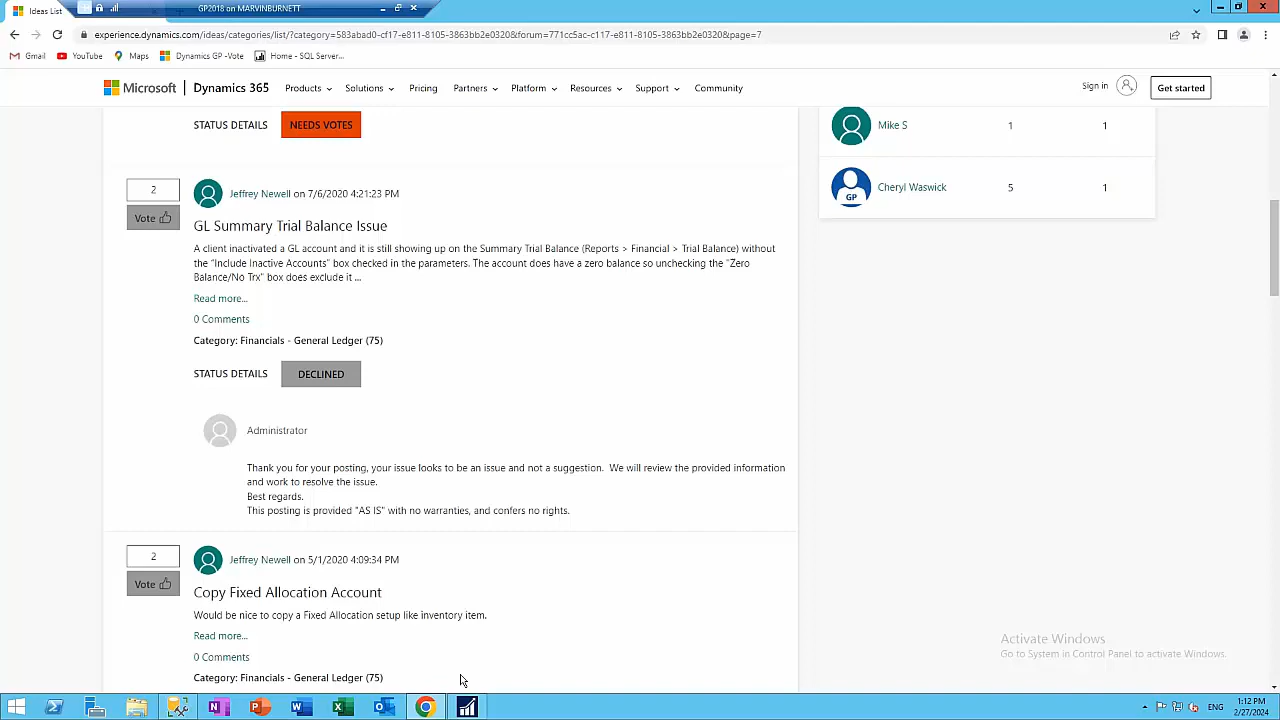 Ideas List
GP2018 on MARVINBURNETT
experience.dynamics.com/ideas/categories/list/?category=583abad0-cf17-e811-8105-3863bb2e0320&forum=771cc5ac-c117-e811-8105-3863bb2e0320&page=7
Gmail YouTube Maps Dynamics GP -Vote Home - SQL Server...
Microsoft Dynamics 365 Products Solutions Pricing Partners Platform Resources Support Community Sign in Get started
STATUS DETAILS NEEDS VOTES
Mike S 1 1
GP Cheryl Waswick 5 1
2
Vote
Jeffrey Newell on 7/6/2020 4:21:23 PM
GL Summary Trial Balance Issue
A client inactivated a GL account and it is still showing up on the Summary Trial Balance (Reports > Financial > Trial Balance) without
the "Include Inactive Accounts" box checked in the parameters. The account does have a zero balance so unchecking the "Zero
Balance/No Trx" box does exclude it ...
Read more...
0 Comments
Category: Financials - General Ledger (75)
STATUS DETAILS DECLINED
Administrator
Thank you for your posting, your issue looks to be an issue and not a suggestion. We will review the provided information
and work to resolve the issue.
Best regards.
This posting is provided "AS IS" with no warranties, and confers no rights.
2
Vote
Jeffrey Newell on 5/1/2020 4:09:34 PM
Copy Fixed Allocation Account
Would be nice to copy a Fixed Allocation setup like inventory item.
Read more...
0 Comments
Category: Financials - General Ledger (75)
Activate Windows
Go to System in Control Panel to activate Windows.
ENG
1:12 PM
2/27/2024